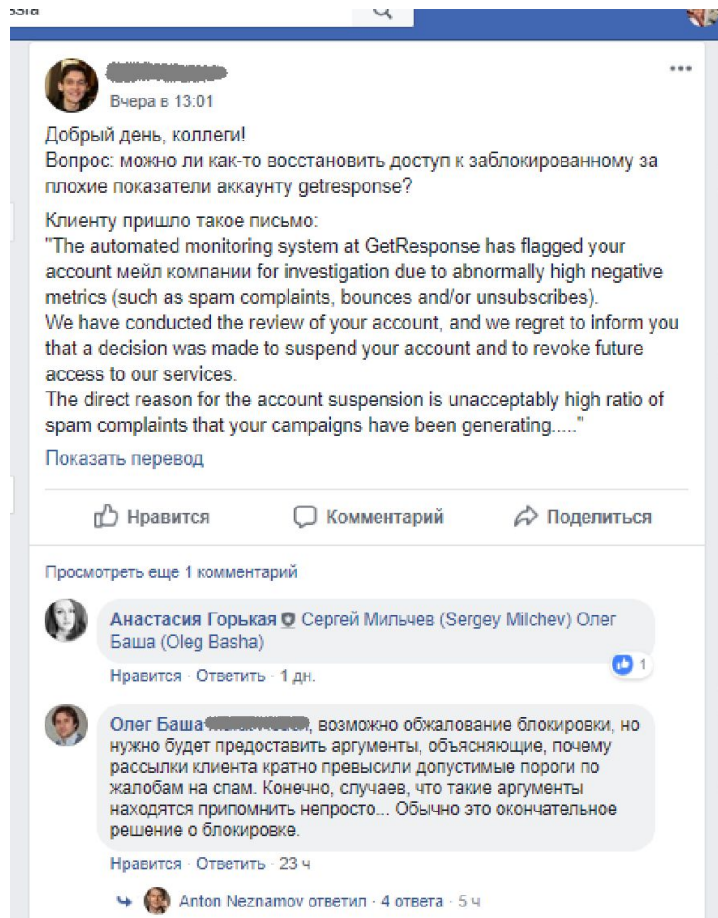 Вчера в 13:01
Добрый день, коллеги!
Вопрос: можно ли как-то восстановить доступ к заблокированному за
плохие показатели аккаунту getresponse?
Клиенту пришло такое письмо:
"The automated monitoring system at GetResponse has flagged your
account мейл компании for investigation due to abnormally high negative
metrics (such as spam complaints, bounces and/or unsubscribes).
We have conducted the review of your account, and we regret to inform you
that a decision was made to suspend your account and to revoke future
access to our services.
The direct reason for the account suspension is unacceptably high ratio of
spam complaints that your campaigns have been generating....."
Показать перевод
Нравится Комментарий Поделиться
Просмотреть еще 1 комментарий
Анастасия Горькая Сергей Мильчев (Sergey Milchev) Олег
Баша (Oleg Basha)
1
Нравится · Ответить · 1 дн.
Олег Баша , возможно обжалование блокировки, но
нужно будет предоставить аргументы, объясняющие, почему
рассылки клиента кратно превысили допустимые пороги по
жалобам на спам. Конечно, случаев, что такие аргументы
находятся припомнить непросто... Обычно это окончательное
решение о блокировке.
Нравится · Ответить · 23 ч
Anton Neznamov ответил · 4 ответа · 5 ч